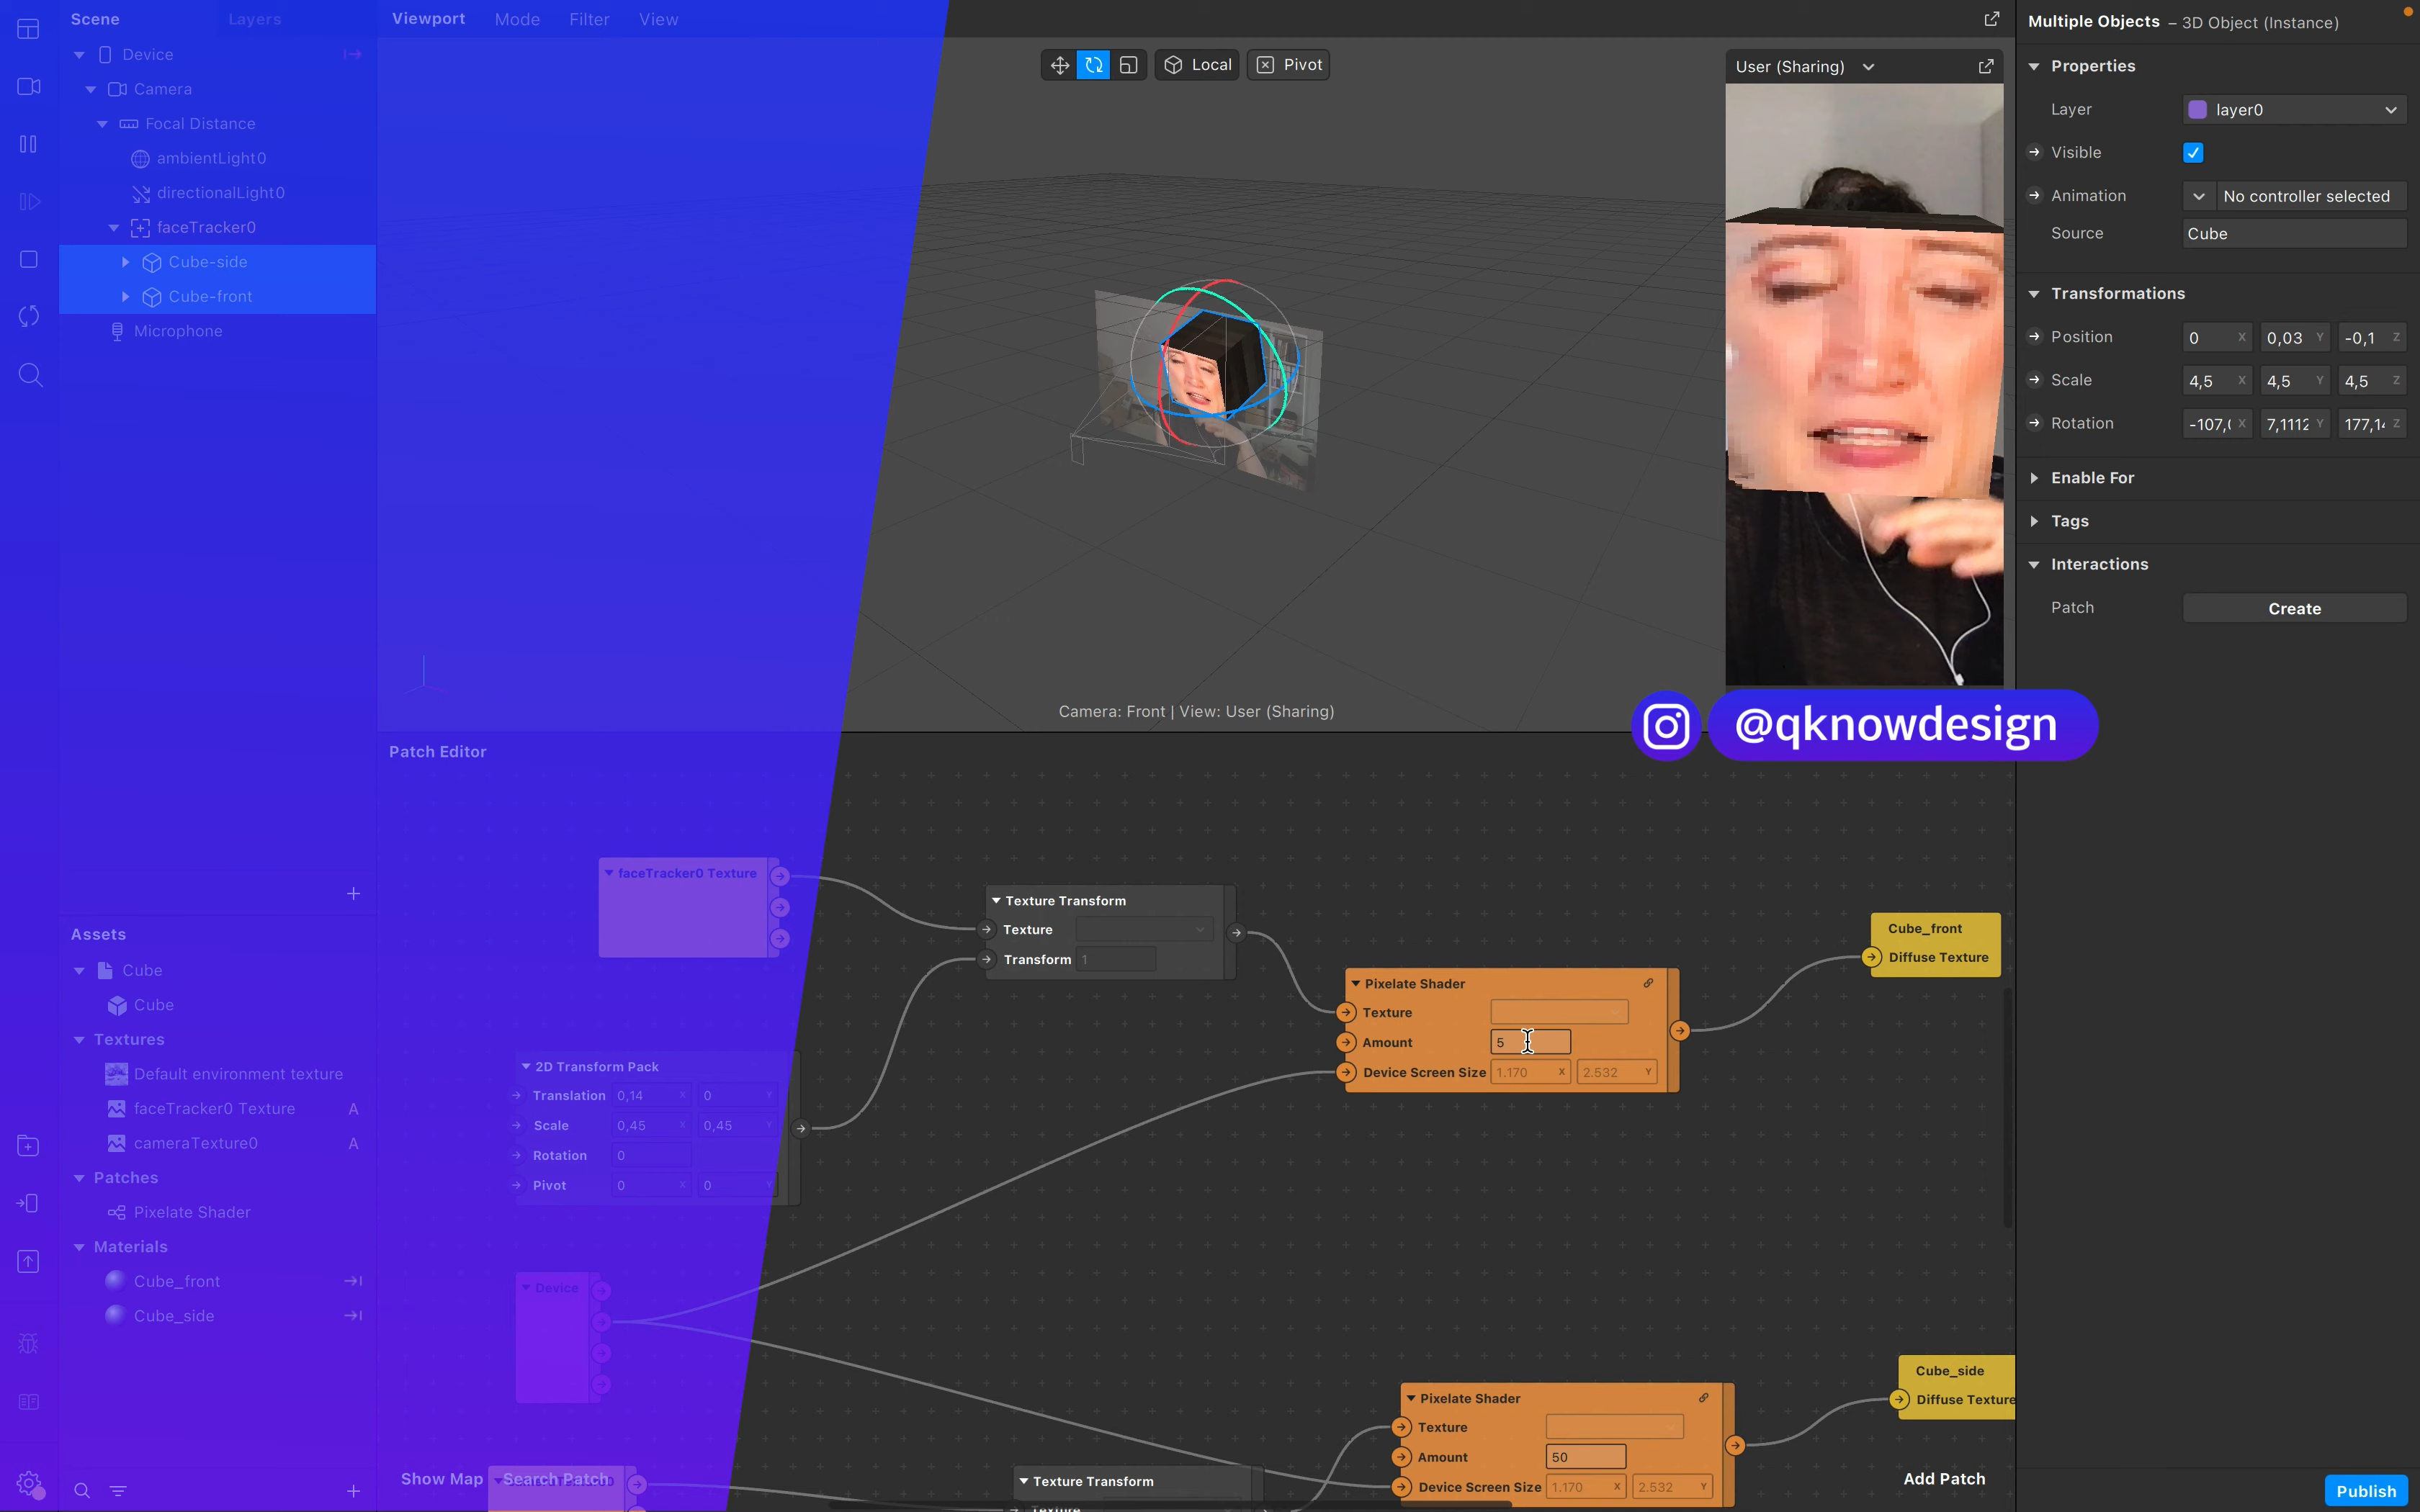 Scene
Layers
Device
Camera
Focal Distance
ambientLight0
directionalLight0
faceTracker0
Cube-side
Cube-front
Microphone
Assets
Cube
Cube
Textures
Default environment texture
faceTracker0 Texture A
cameraTexture0 A
Patches
Pixelate Shader
Materials
Cube_front
Cube_side
Viewport Mode Filter View
Local
Pivot
User (Sharing)
Camera: Front | View: User (Sharing)
@qknowdesign
Patch Editor
faceTracker0 Texture
2D Transform Pack
Translation 0,14 X 0 Y
Scale 0,45 X 0,45 Y
Rotation 0
Pivot 0 X 0 Y
Device
Texture Transform
Texture
Transform 1
Pixelate Shader
Texture
Amount 5
Device Screen Size 1.170 X 2.532 Y
Cube_front
Diffuse Texture
Pixelate Shader
Texture
Amount 50
Device Screen Size 1.170 X 2.532 Y
Cube_side
Diffuse Texture
Texture Transform
Texture
Show Map
Search Patch
Add Patch
Multiple Objects – 3D Object (Instance)
Properties
Layer layer0
Visible
Animation No controller selected
Source Cube
Transformations
Position 0 X 0,03 Y -0,1 Z
Scale 4,5 X 4,5 Y 4,5 Z
Rotation -107,( X 7,1112 Y 177,14 Z
Enable For
Tags
Interactions
Patch Create
Publish